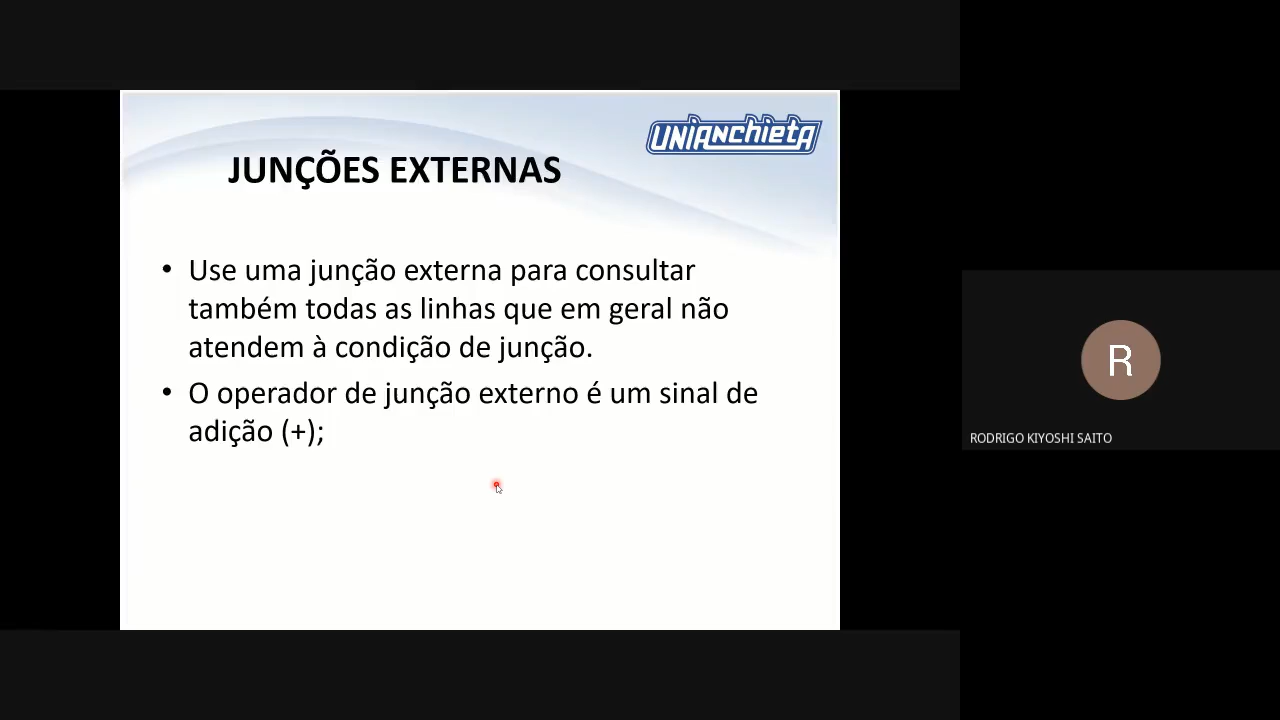 UNIANCHIETA
JUNÇÕES EXTERNAS
• Use uma junção externa para consultar
também todas as linhas que em geral não
atendem à condição de junção.
• O operador de junção externo é um sinal de
adição (+);
R
RODRIGO KIYOSHI SAITO